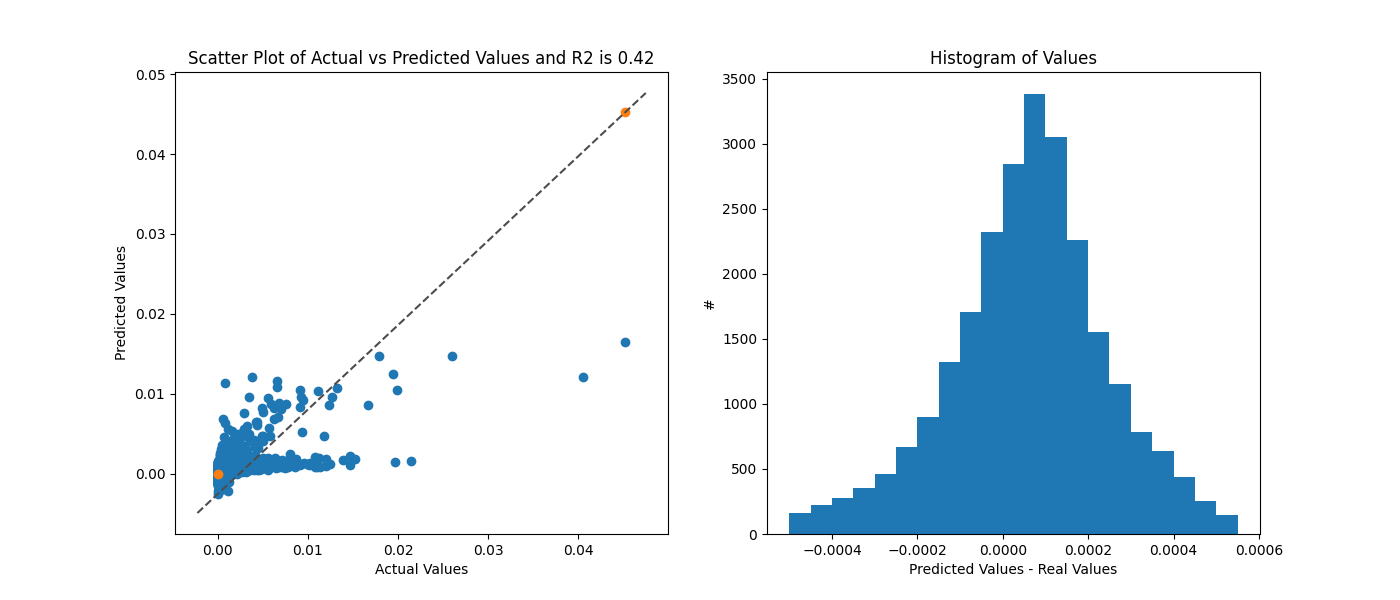 Scatter Plot of Actual vs Predicted Values and R2 is 0.42
0.05
0.04
0.03
0.02
0.01
0.00
Predicted Values
0.00 0.01 0.02 0.03 0.04
Actual Values
Histogram of Values
3500
3000
2500
2000
1500
1000
500
0
#
−0.0004 −0.0002 0.0000 0.0002 0.0004 0.0006
Predicted Values - Real Values